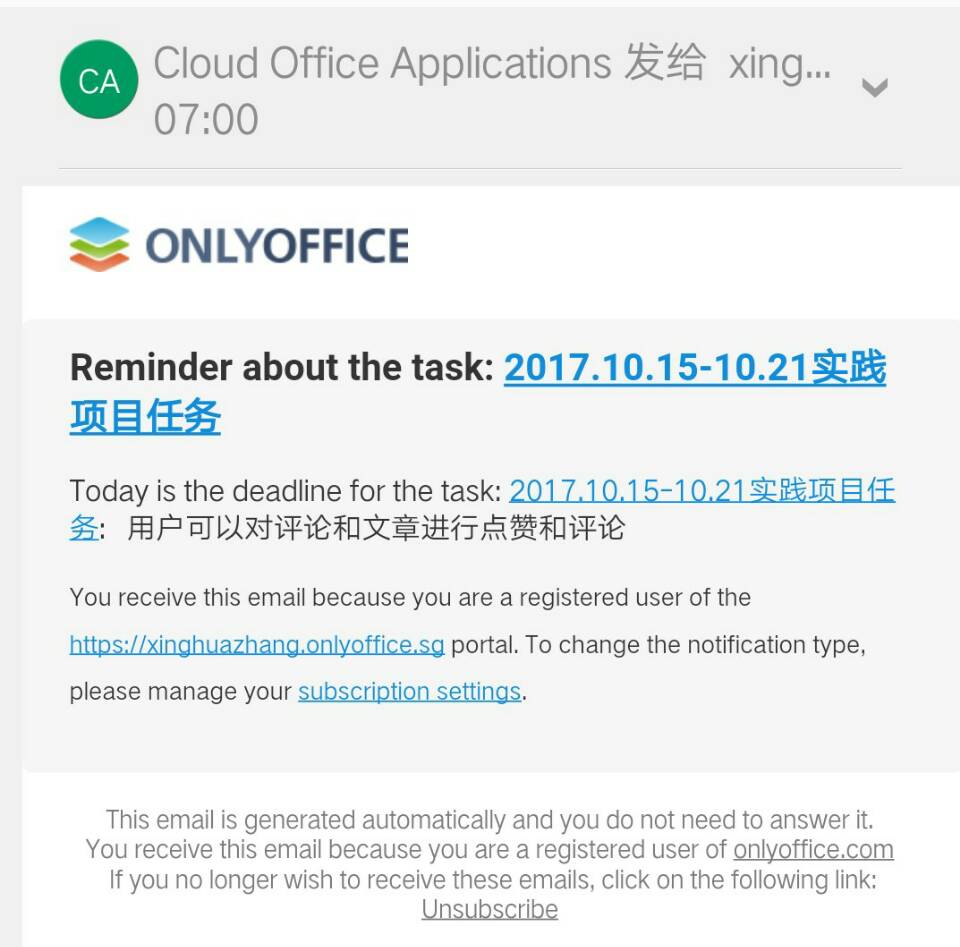 CA
Cloud Office Applications 发给 xing...
07:00
ONLYOFFICE
Reminder about the task: 2017.10.15-10.21实践
项目任务
Today is the deadline for the task: 2017.10.15-10.21实践项目任
务: 用户可以对评论和文章进行点赞和评论
You receive this email because you are a registered user of the
https://xinghuazhang.onlyoffice.sg portal. To change the notification type,
please manage your subscription settings.
This email is generated automatically and you do not need to answer it.
You receive this email because you are a registered user of onlyoffice.com
If you no longer wish to receive these emails, click on the following link:
Unsubscribe